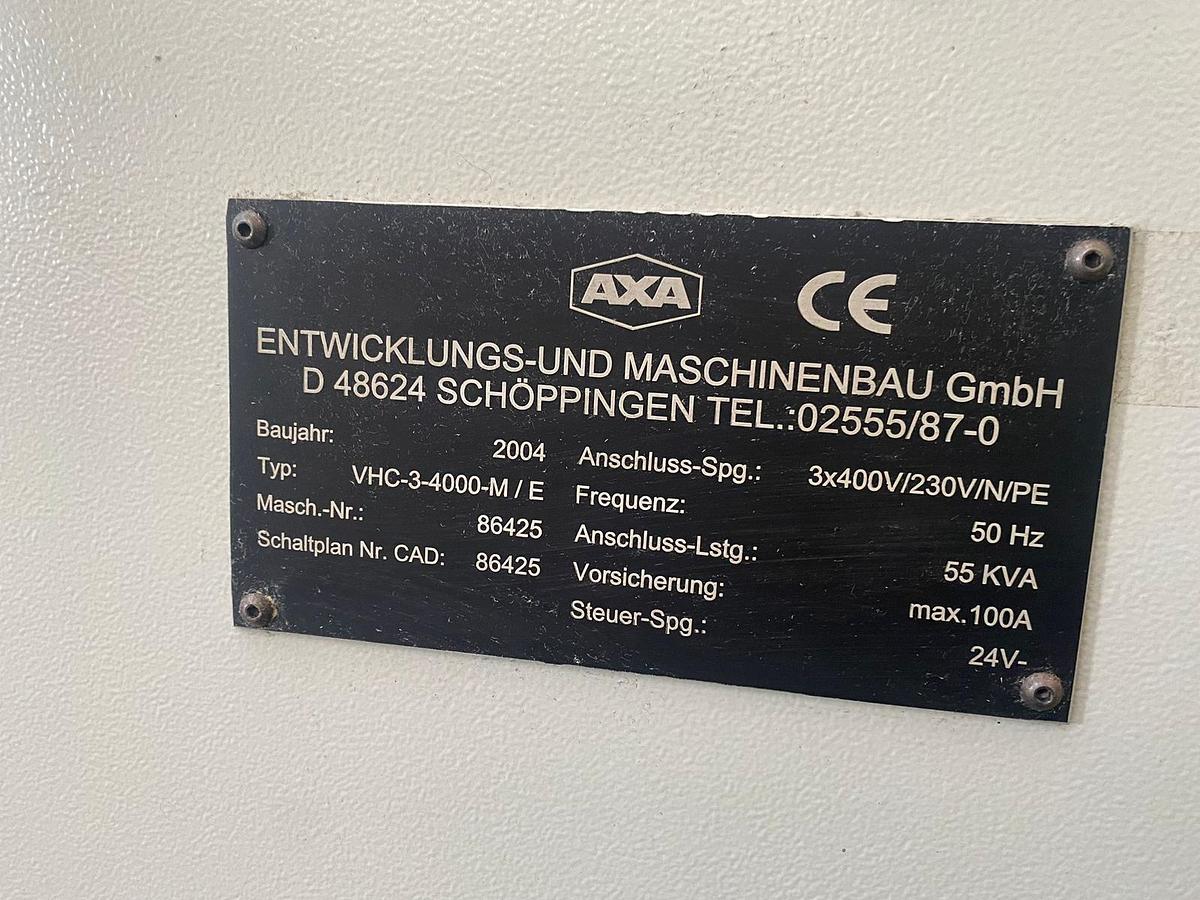 AXA CE
ENTWICKLUNGS-UND MASCHINENBAU GmbH
D 48624 SCHÖPPINGEN TEL.:02555/87-0
Baujahr: 2004
Typ: VHC-3-4000-M / E
Masch.-Nr.: 86425
Schaltplan Nr. CAD: 86425
Anschluss-Spg.: 3x400V/230V/N/PE
Frequenz: 50 Hz
Anschluss-Lstg.: 55 KVA
Vorsicherung: max.100A
Steuer-Spg.: 24V-